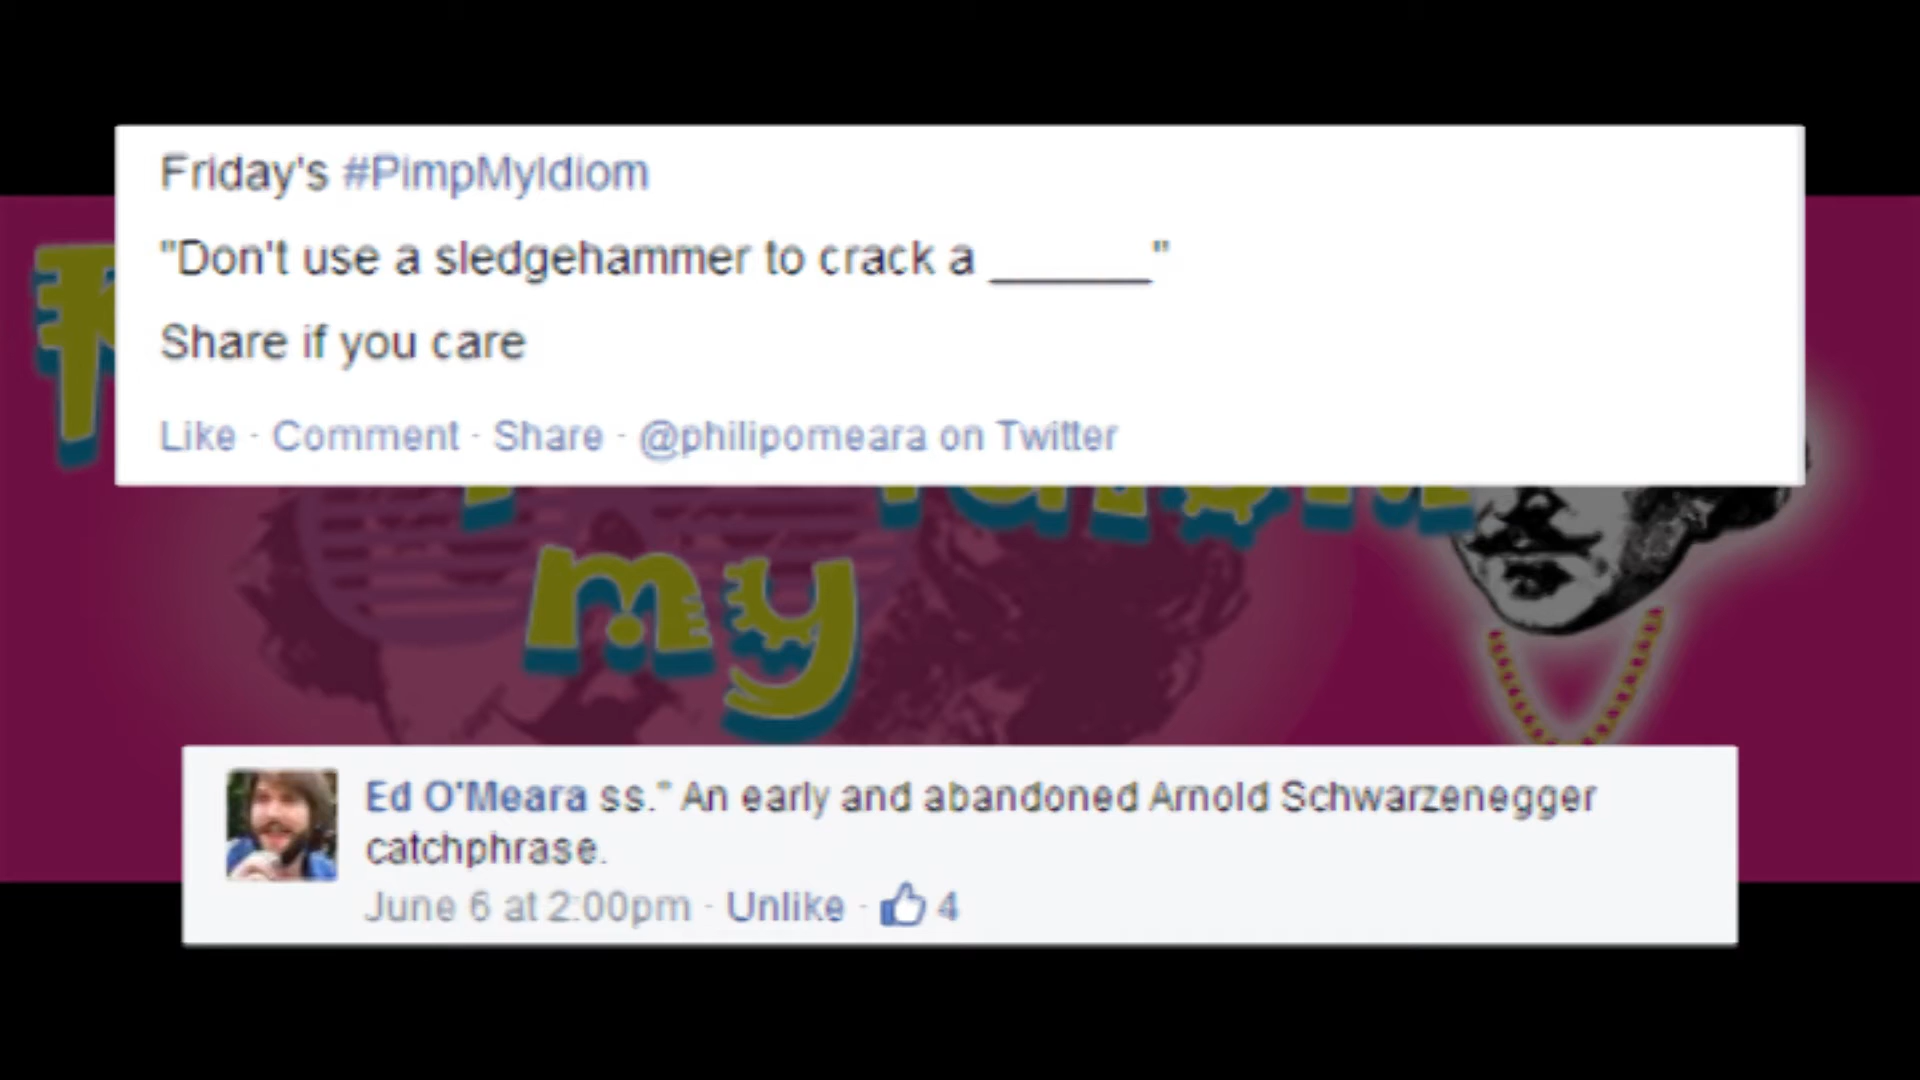 Friday's #PimpMyIdiom
"Don't use a sledgehammer to crack a ______"
Share if you care
Like · Comment · Share · @philipomeara on Twitter
my
Ed O'Meara ss." An early and abandoned Arnold Schwarzenegger
catchphrase.
June 6 at 2:00pm · Unlike · 4